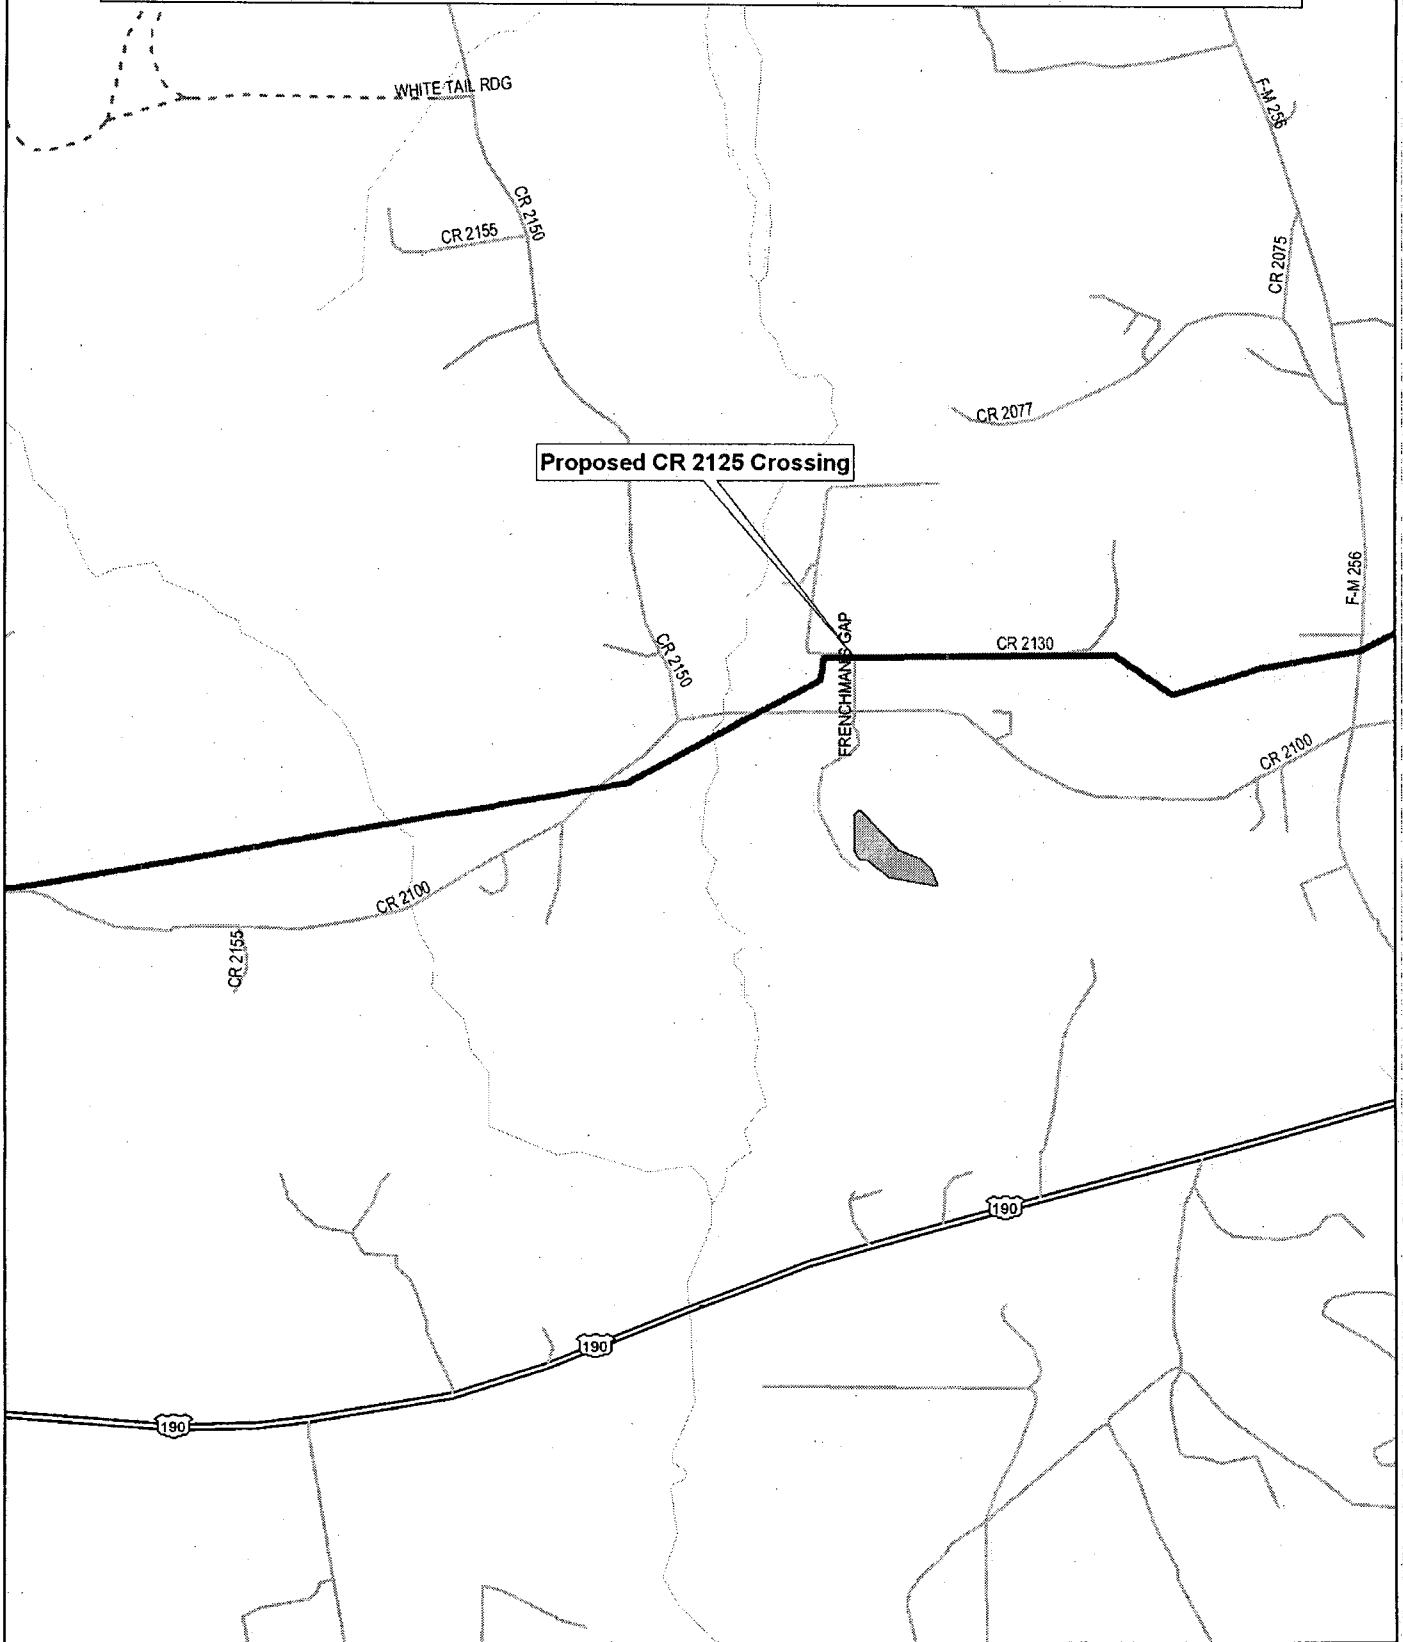 WHITE TAIL RDG
F-M 256
CR 2150
CR 2155
CR 2075
CR 2077
Proposed CR 2125 Crossing
F-M 256
FRENCHMANS GAP
CR 2130
CR 2150
CR 2100
CR 2100
CR 2155
190
190
190